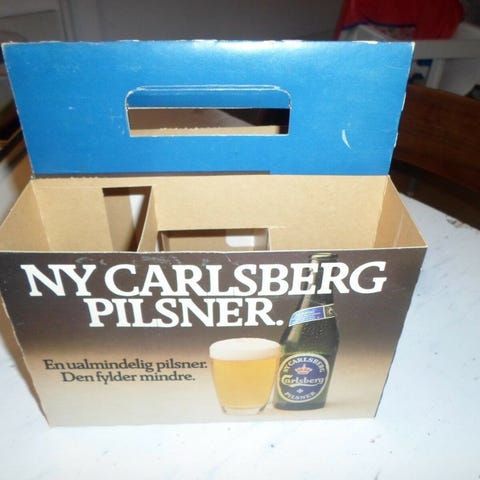 NY CARLSBERG
PILSNER.
En ualmindelig pilsner.
Den fylder mindre.
NY CARLSBERG
Carlsberg
PILSNER